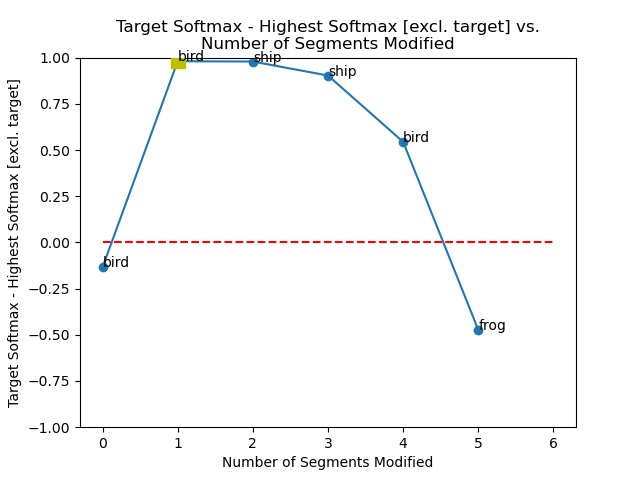 Target Softmax - Highest Softmax [excl. target] vs.
Number of Segments Modified
Target Softmax - Highest Softmax [excl. target]
1.00
0.75
0.50
0.25
0.00
−0.25
−0.50
−0.75
−1.00
bird
bird
ship
ship
bird
frog
0 1 2 3 4 5 6
Number of Segments Modified